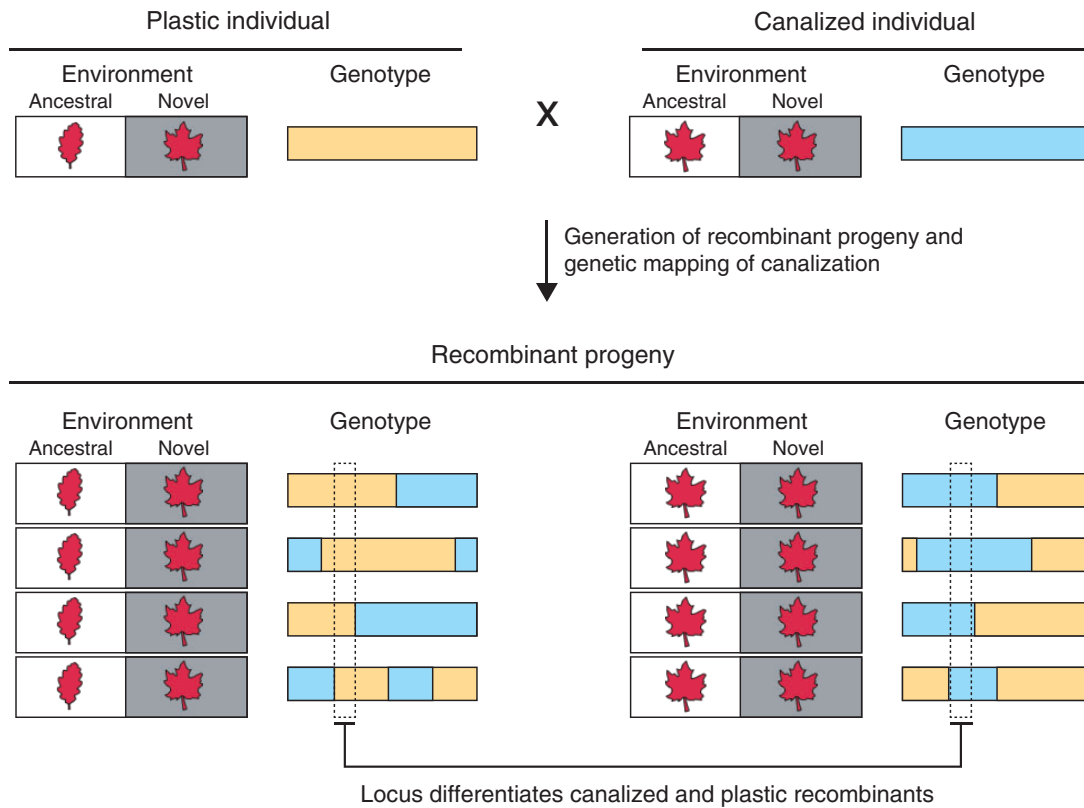 Plastic individual
Canalized individual
Environment
Genotype
Environment
Genotype
Ancestral
Novel
Ancestral
Novel
X
Generation of recombinant progeny and
genetic mapping of canalization
Recombinant progeny
Environment
Genotype
Environment
Genotype
Ancestral
Novel
Ancestral
Novel
Locus differentiates canalized and plastic recombinants